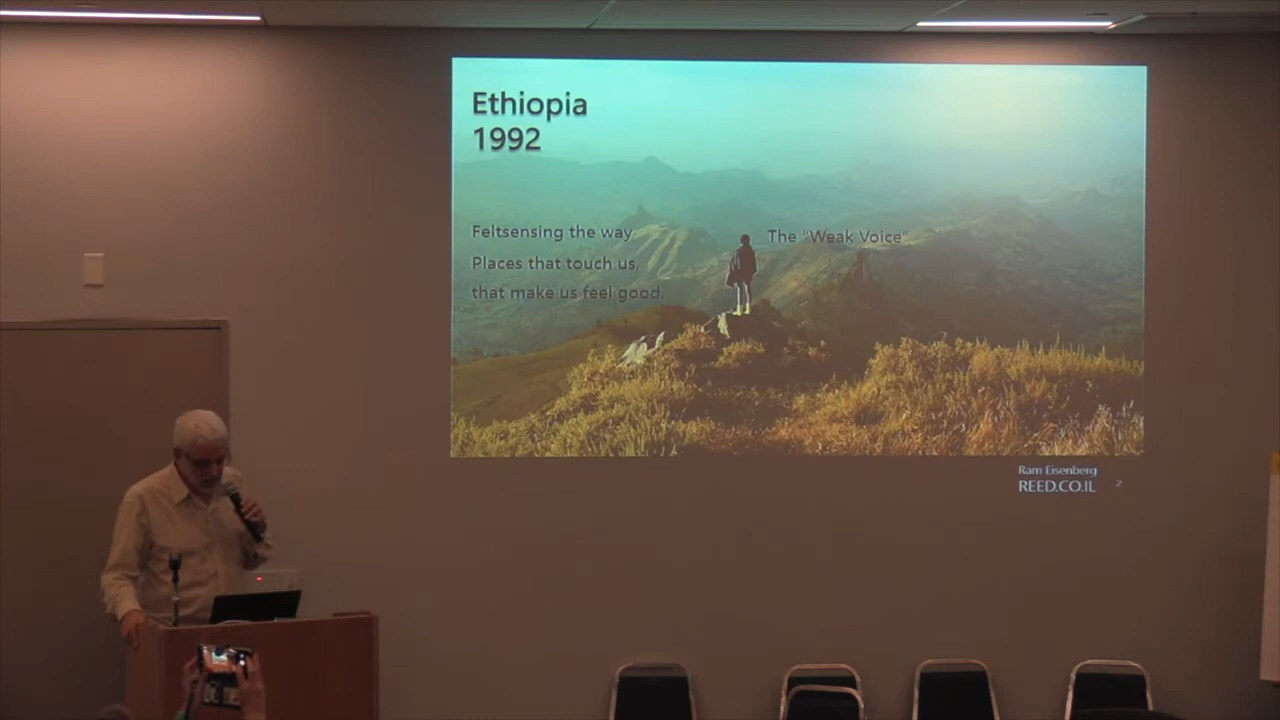 Ethiopia
1992
Feltsensing the way
Places that touch us,
that make us feel good.
The "Weak Voice"
Ram Eisenberg
REED.CO.IL
2